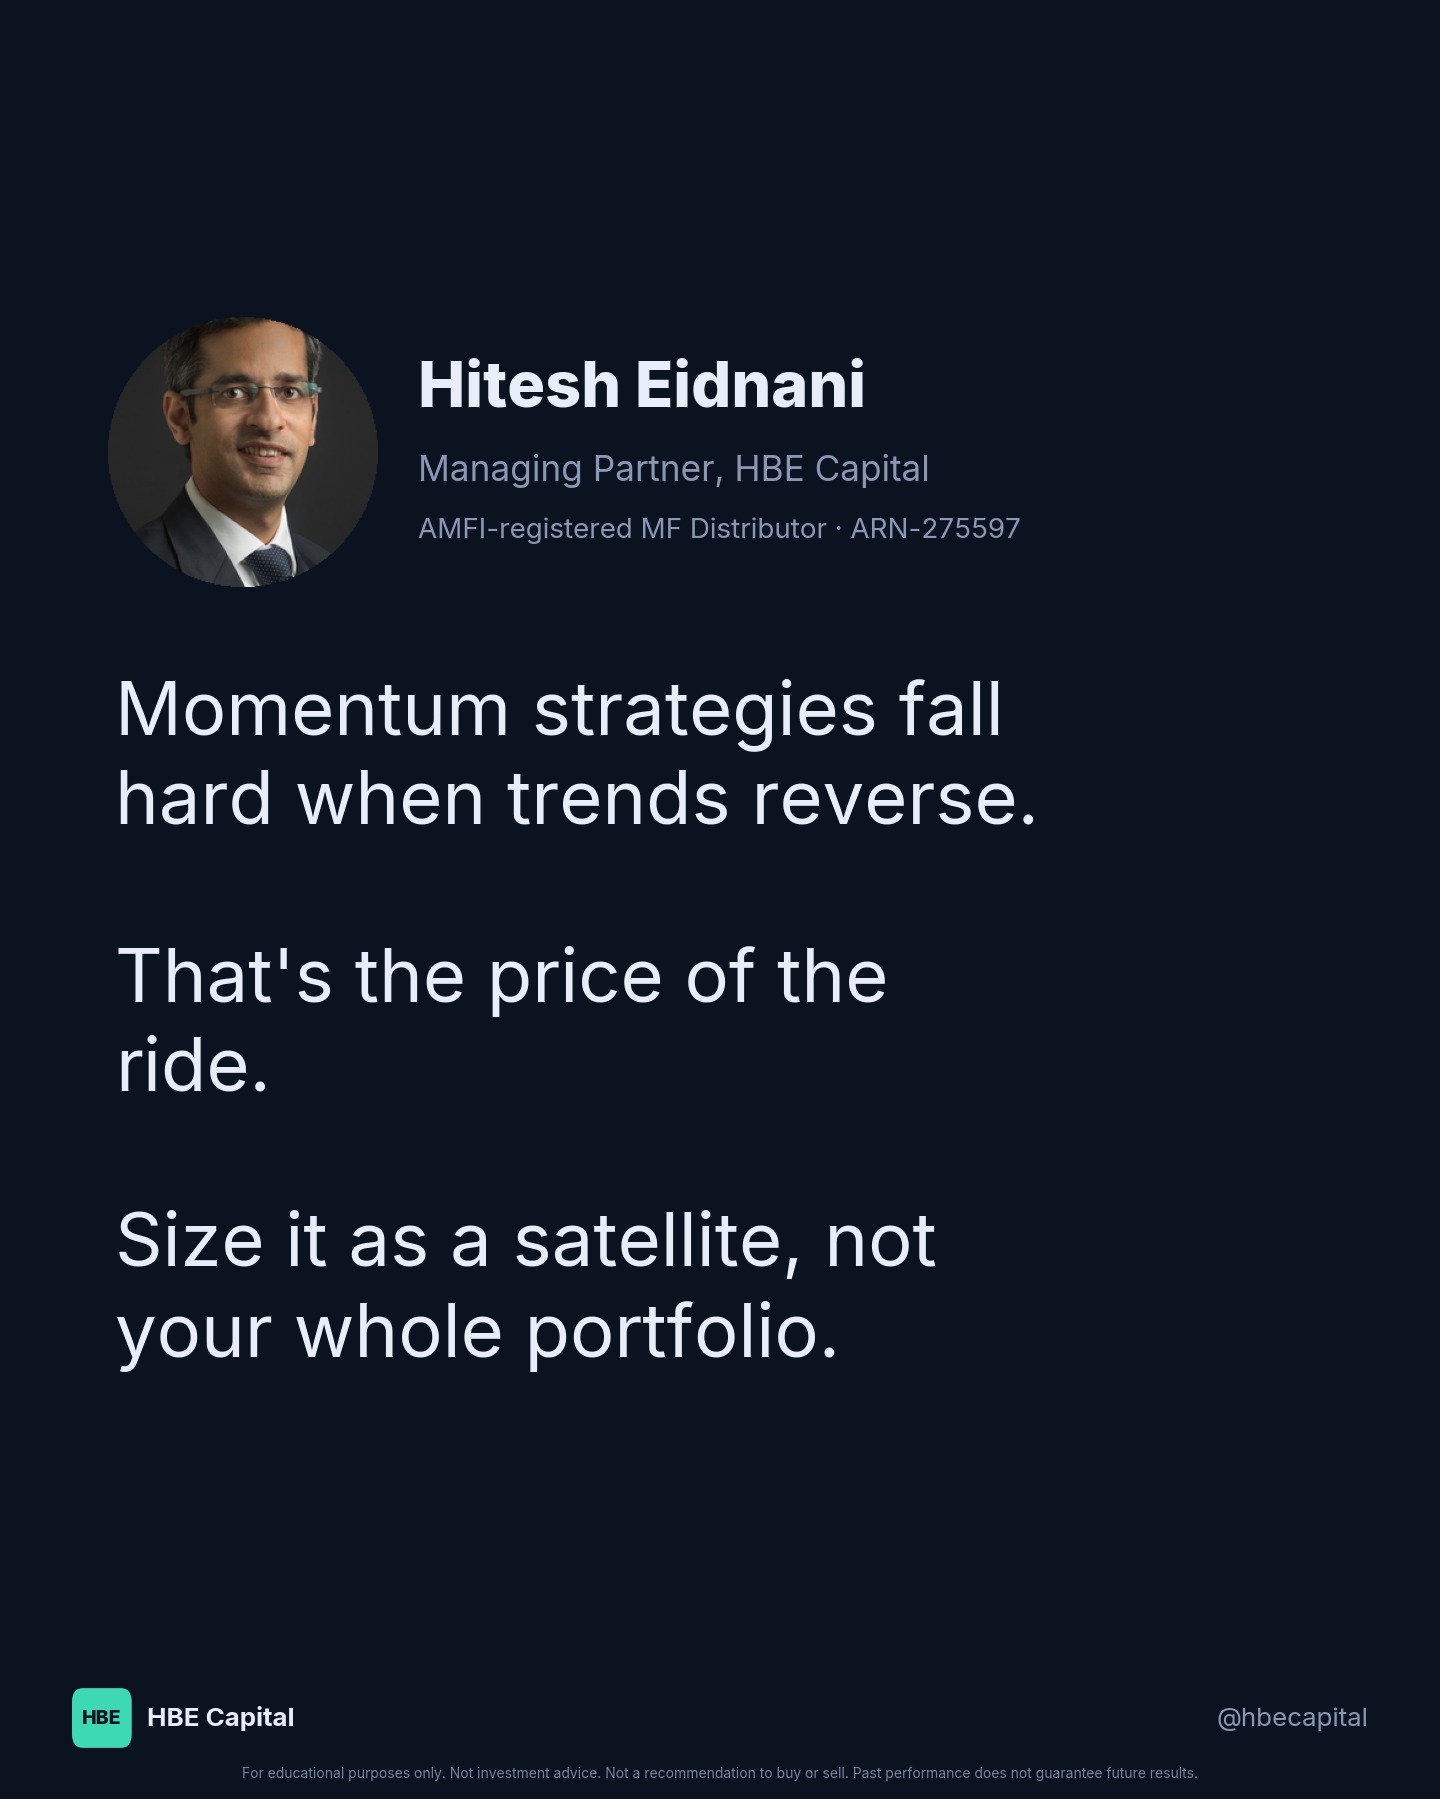 Hitesh Eidnani
Managing Partner, HBE Capital
AMFI-registered MF Distributor · ARN-275597
Momentum strategies fall
hard when trends reverse.
That's the price of the
ride.
Size it as a satellite, not
your whole portfolio.
HBE HBE Capital
@hbecapital
For educational purposes only. Not investment advice. Not a recommendation to buy or sell. Past performance does not guarantee future results.